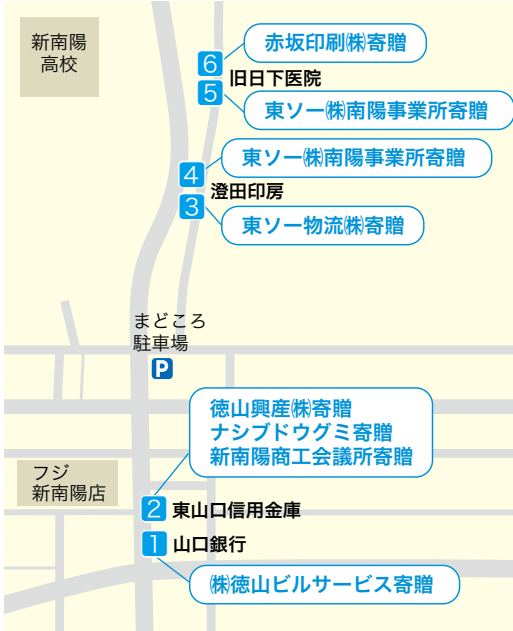 新南陽
高校
赤坂印刷㈱寄贈
6
旧日下医院
5
東ソー㈱南陽事業所寄贈
東ソー㈱南陽事業所寄贈
4
澄田印房
3
東ソー物流㈱寄贈
まどころ
駐車場
P
徳山興産㈱寄贈
ナシブドウグミ寄贈
新南陽商工会議所寄贈
フジ
新南陽店
2
東山口信用金庫
1
山口銀行
㈱徳山ビルサービス寄贈